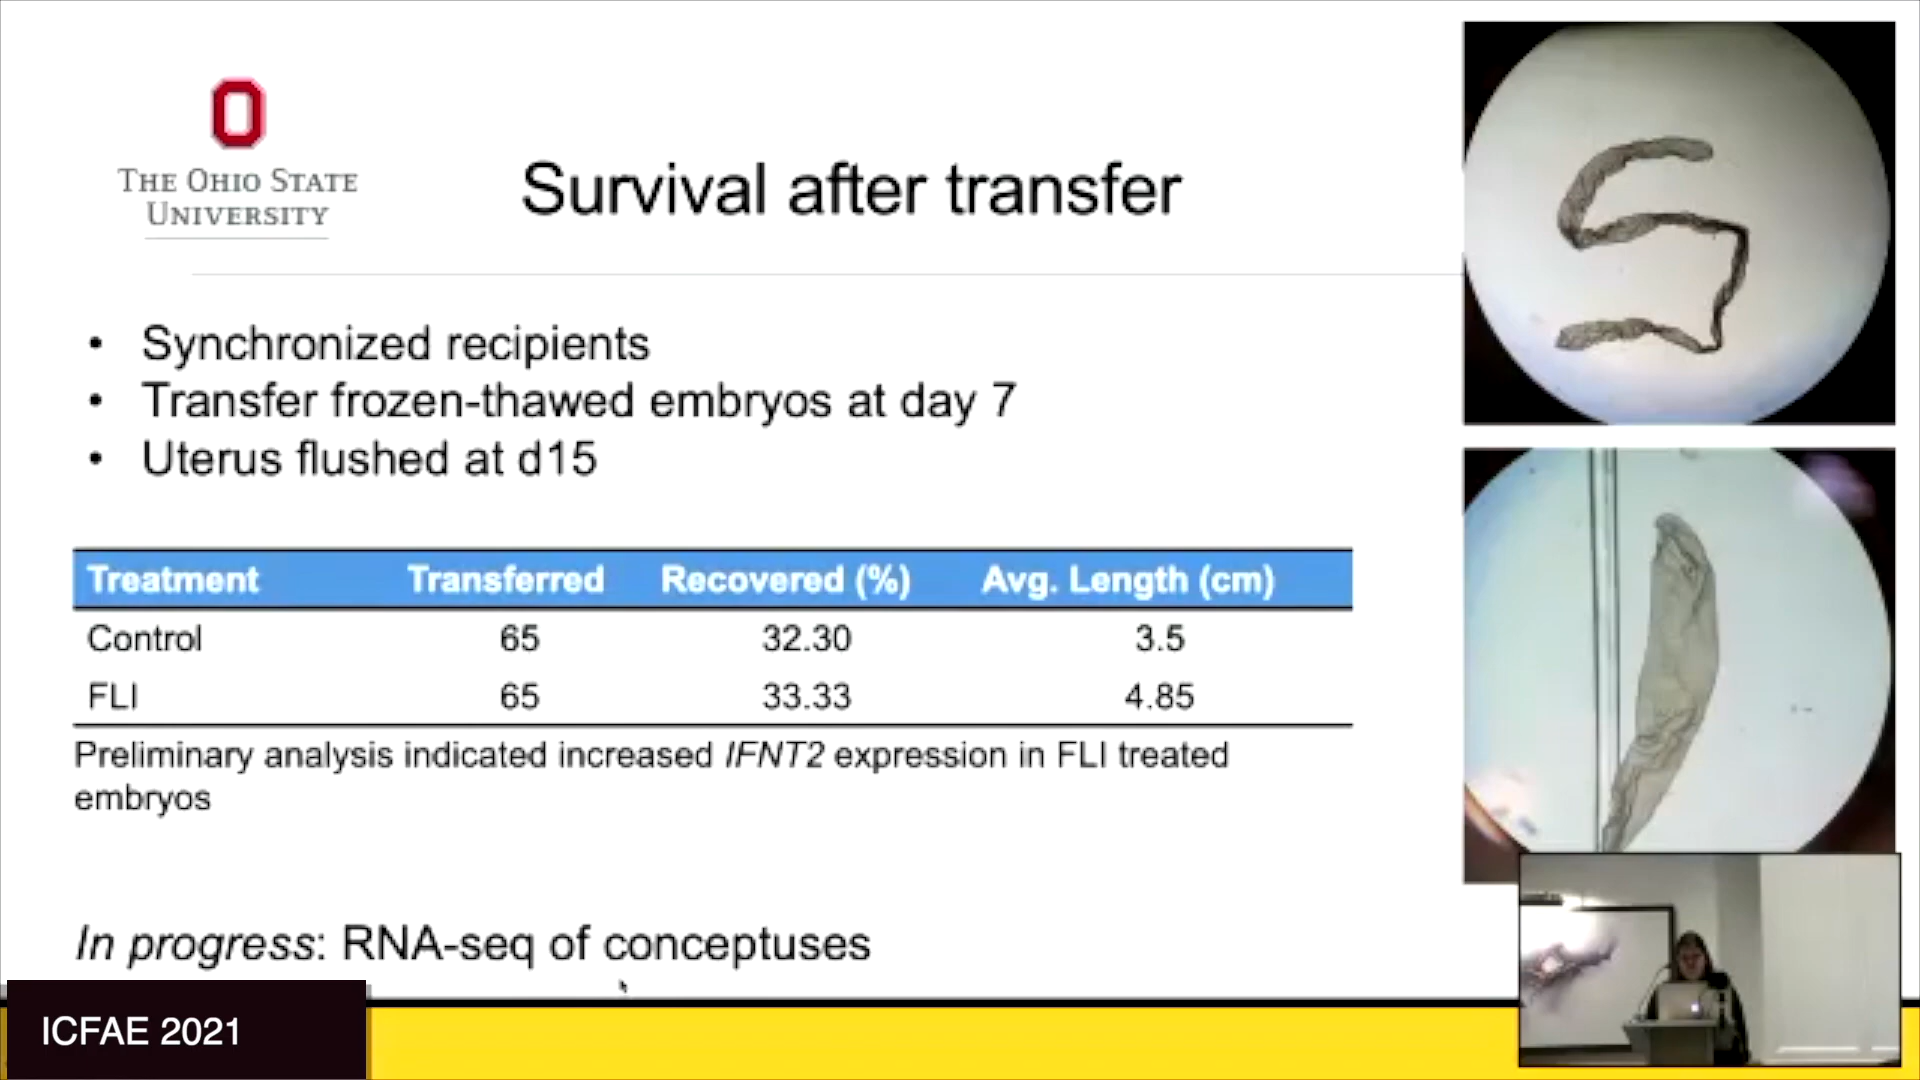 THE OHIO STATE
UNIVERSITY
Survival after transfer
• Synchronized recipients
• Transfer frozen-thawed embryos at day 7
• Uterus flushed at d15
Treatment Transferred Recovered (%) Avg. Length (cm)
Control 65 32.30 3.5
FLI 65 33.33 4.85
Preliminary analysis indicated increased IFNT2 expression in FLI treated
embryos
In progress: RNA-seq of conceptuses
ICFAE 2021